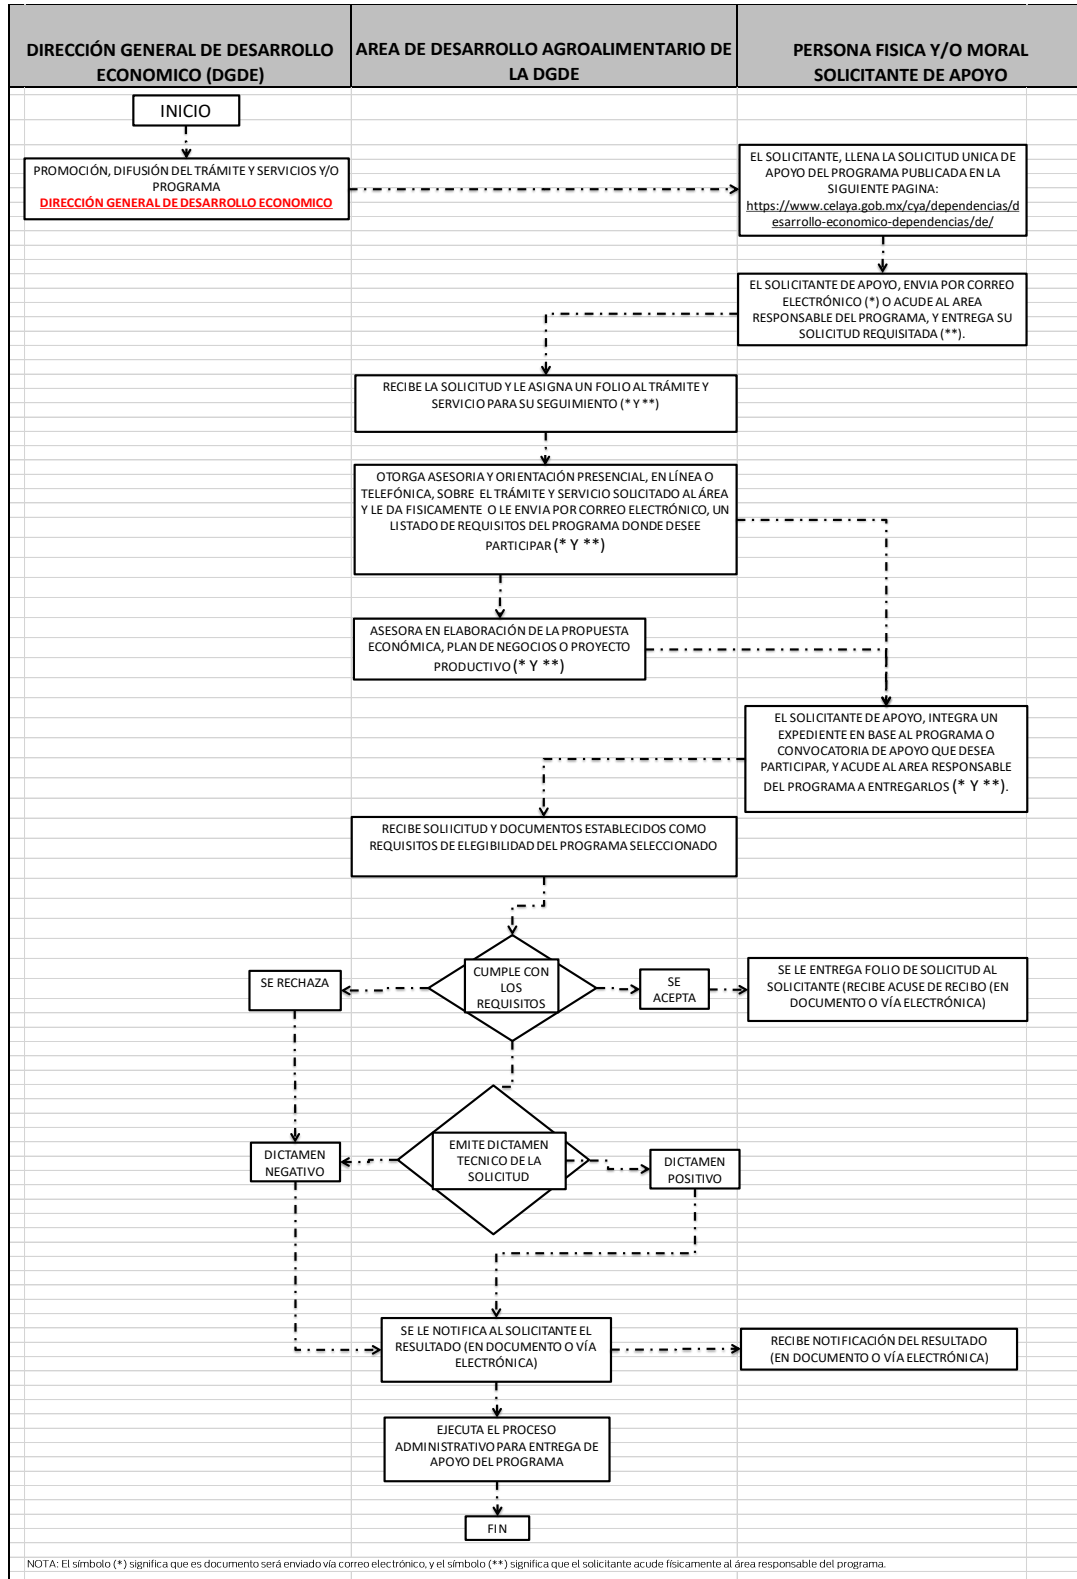 DIRECCIÓN GENERAL DE DESARROLLO
ECONOMICO (DGDE)
AREA DE DESARROLLO AGROALIMENTARIO DE
LA DGDE
PERSONA FISICA Y/O MORAL
SOLICITANTE DE APOYO
INICIO
PROMOCIÓN, DIFUSIÓN DEL TRÁMITE Y SERVICIOS Y/O
PROGRAMA
DIRECCIÓN GENERAL DE DESARROLLO ECONOMICO
EL SOLICITANTE, LLENA LA SOLICITUD UNICA DE
APOYO DEL PROGRAMA PUBLICADA EN LA
SIGUIENTE PAGINA:
https://www.celaya.gob.mx/cya/dependencias/d
esarrollo-economico-dependencias/de/
EL SOLICITANTE DE APOYO, ENVIA POR CORREO
ELECTRÓNICO (*) O ACUDE AL AREA
RESPONSABLE DEL PROGRAMA, Y ENTREGA SU
SOLICITUD REQUISITADA (**).
RECIBE LA SOLICITUD Y LE ASIGNA UN FOLIO AL TRÁMITE Y
SERVICIO PARA SU SEGUIMIENTO (* Y **)
OTORGA ASESORIA Y ORIENTACIÓN PRESENCIAL, EN LÍNEA O
TELEFÓNICA, SOBRE EL TRÁMITE Y SERVICIO SOLICITADO AL ÁREA
Y LE DA FISICAMENTE O LE ENVIA POR CORREO ELECTRÓNICO, UN
LISTADO DE REQUISITOS DEL PROGRAMA DONDE DESEE
PARTICIPAR (* Y **)
ASESORA EN ELABORACIÓN DE LA PROPUESTA
ECONÓMICA, PLAN DE NEGOCIOS O PROYECTO
PRODUCTIVO (* Y **)
EL SOLICITANTE DE APOYO, INTEGRA UN
EXPEDIENTE EN BASE AL PROGRAMA O
CONVOCATORIA DE APOYO QUE DESEA
PARTICIPAR, Y ACUDE AL AREA RESPONSABLE
DEL PROGRAMA A ENTREGARLOS (* Y **).
RECIBE SOLIICITUD Y DOCUMENTOS ESTABLECIDOS COMO
REQUISITOS DE ELEGIBILIDAD DEL PROGRAMA SELECCIONADO
SE RECHAZA
CUMPLE CON
LOS
REQUISITOS
SE
ACEPTA
SE LE ENTREGA FOLIO DE SOLICITUD AL
SOLICITANTE (RECIBE ACUSE DE RECIBO (EN
DOCUMENTO O VÍA ELECTRÓNICA)
DICTAMEN
NEGATIVO
EMITE DICTAMEN
TECNICO DE LA
SOLICITUD
DICTAMEN
POSITIVO
SE LE NOTIFICA AL SOLICITANTE EL
RESULTADO (EN DOCUMENTO O VÍA
ELECTRÓNICA)
RECIBE NOTIFICACIÓN DEL RESULTADO
(EN DOCUMENTO O VÍA ELECTRÓNICA)
EJECUTA EL PROCESO
ADMINISTRATIVO PARA ENTREGA DE
APOYO DEL PROGRAMA
FIN
NOTA: El símbolo (*) significa que es documento será enviado vía correo electrónico, y el símbolo (**) significa que el solicitante acude físicamente al área responsable del programa.